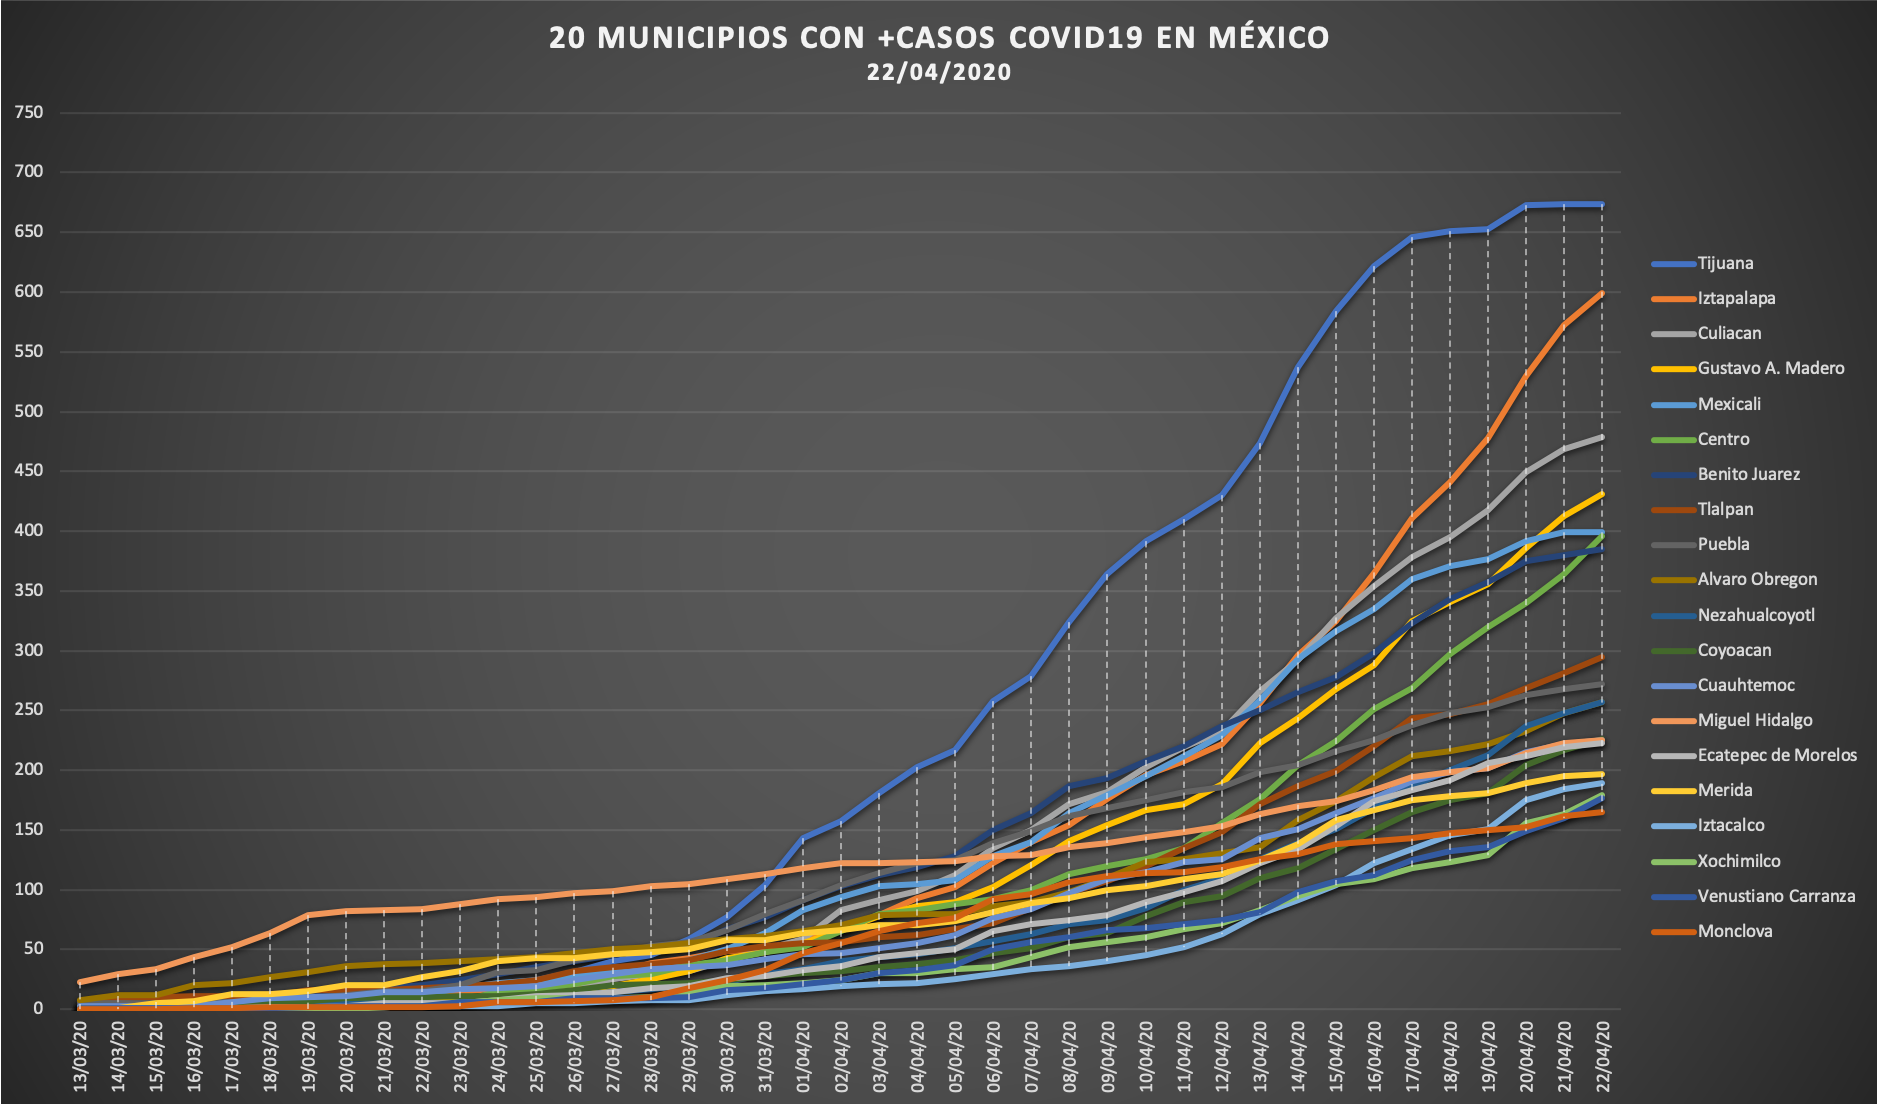 20 MUNICIPIOS CON +CASOS COVID19 EN MÉXICO
22/04/2020
750
700
650
600
550
500
450
400
350
300
250
200
150
100
50
0
13/03/20
14/03/20
15/03/20
16/03/20
17/03/20
18/03/20
19/03/20
20/03/20
21/03/20
22/03/20
23/03/20
24/03/20
25/03/20
26/03/20
27/03/20
28/03/20
29/03/20
30/03/20
31/03/20
01/04/20
02/04/20
03/04/20
04/04/20
05/04/20
06/04/20
07/04/20
08/04/20
09/04/20
10/04/20
11/04/20
12/04/20
13/04/20
14/04/20
15/04/20
16/04/20
17/04/20
18/04/20
19/04/20
20/04/20
21/04/20
22/04/20
Tijuana
Iztapalapa
Culiacan
Gustavo A. Madero
Mexicali
Centro
Benito Juarez
Tlalpan
Puebla
Alvaro Obregon
Nezahualcoyotl
Coyoacan
Cuauhtemoc
Miguel Hidalgo
Ecatepec de Morelos
Merida
Iztacalco
Xochimilco
Venustiano Carranza
Monclova